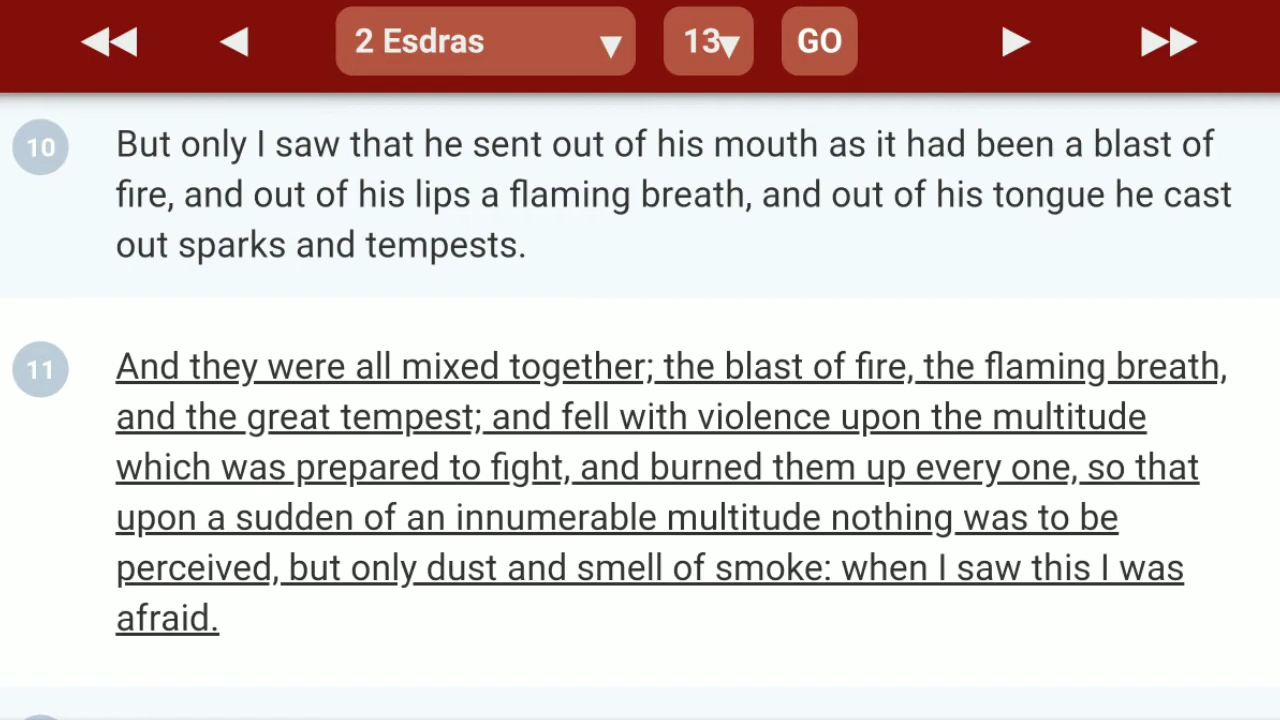 2 Esdras 13 GO
10 But only I saw that he sent out of his mouth as it had been a blast of
fire, and out of his lips a flaming breath, and out of his tongue he cast
out sparks and tempests.
11 And they were all mixed together; the blast of fire, the flaming breath,
and the great tempest; and fell with violence upon the multitude
which was prepared to fight, and burned them up every one, so that
upon a sudden of an innumerable multitude nothing was to be
perceived, but only dust and smell of smoke: when I saw this I was
afraid.